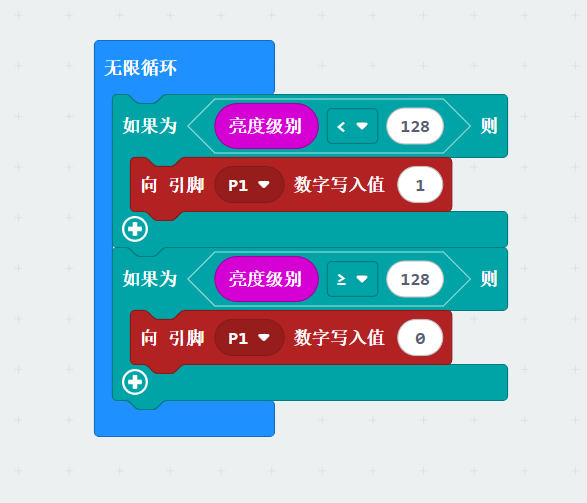 无限循环
如果为 亮度级别 < 128 则
向 引脚 P1 数字写入值 1
如果为 亮度级别 ≥ 128 则
向 引脚 P1 数字写入值 0